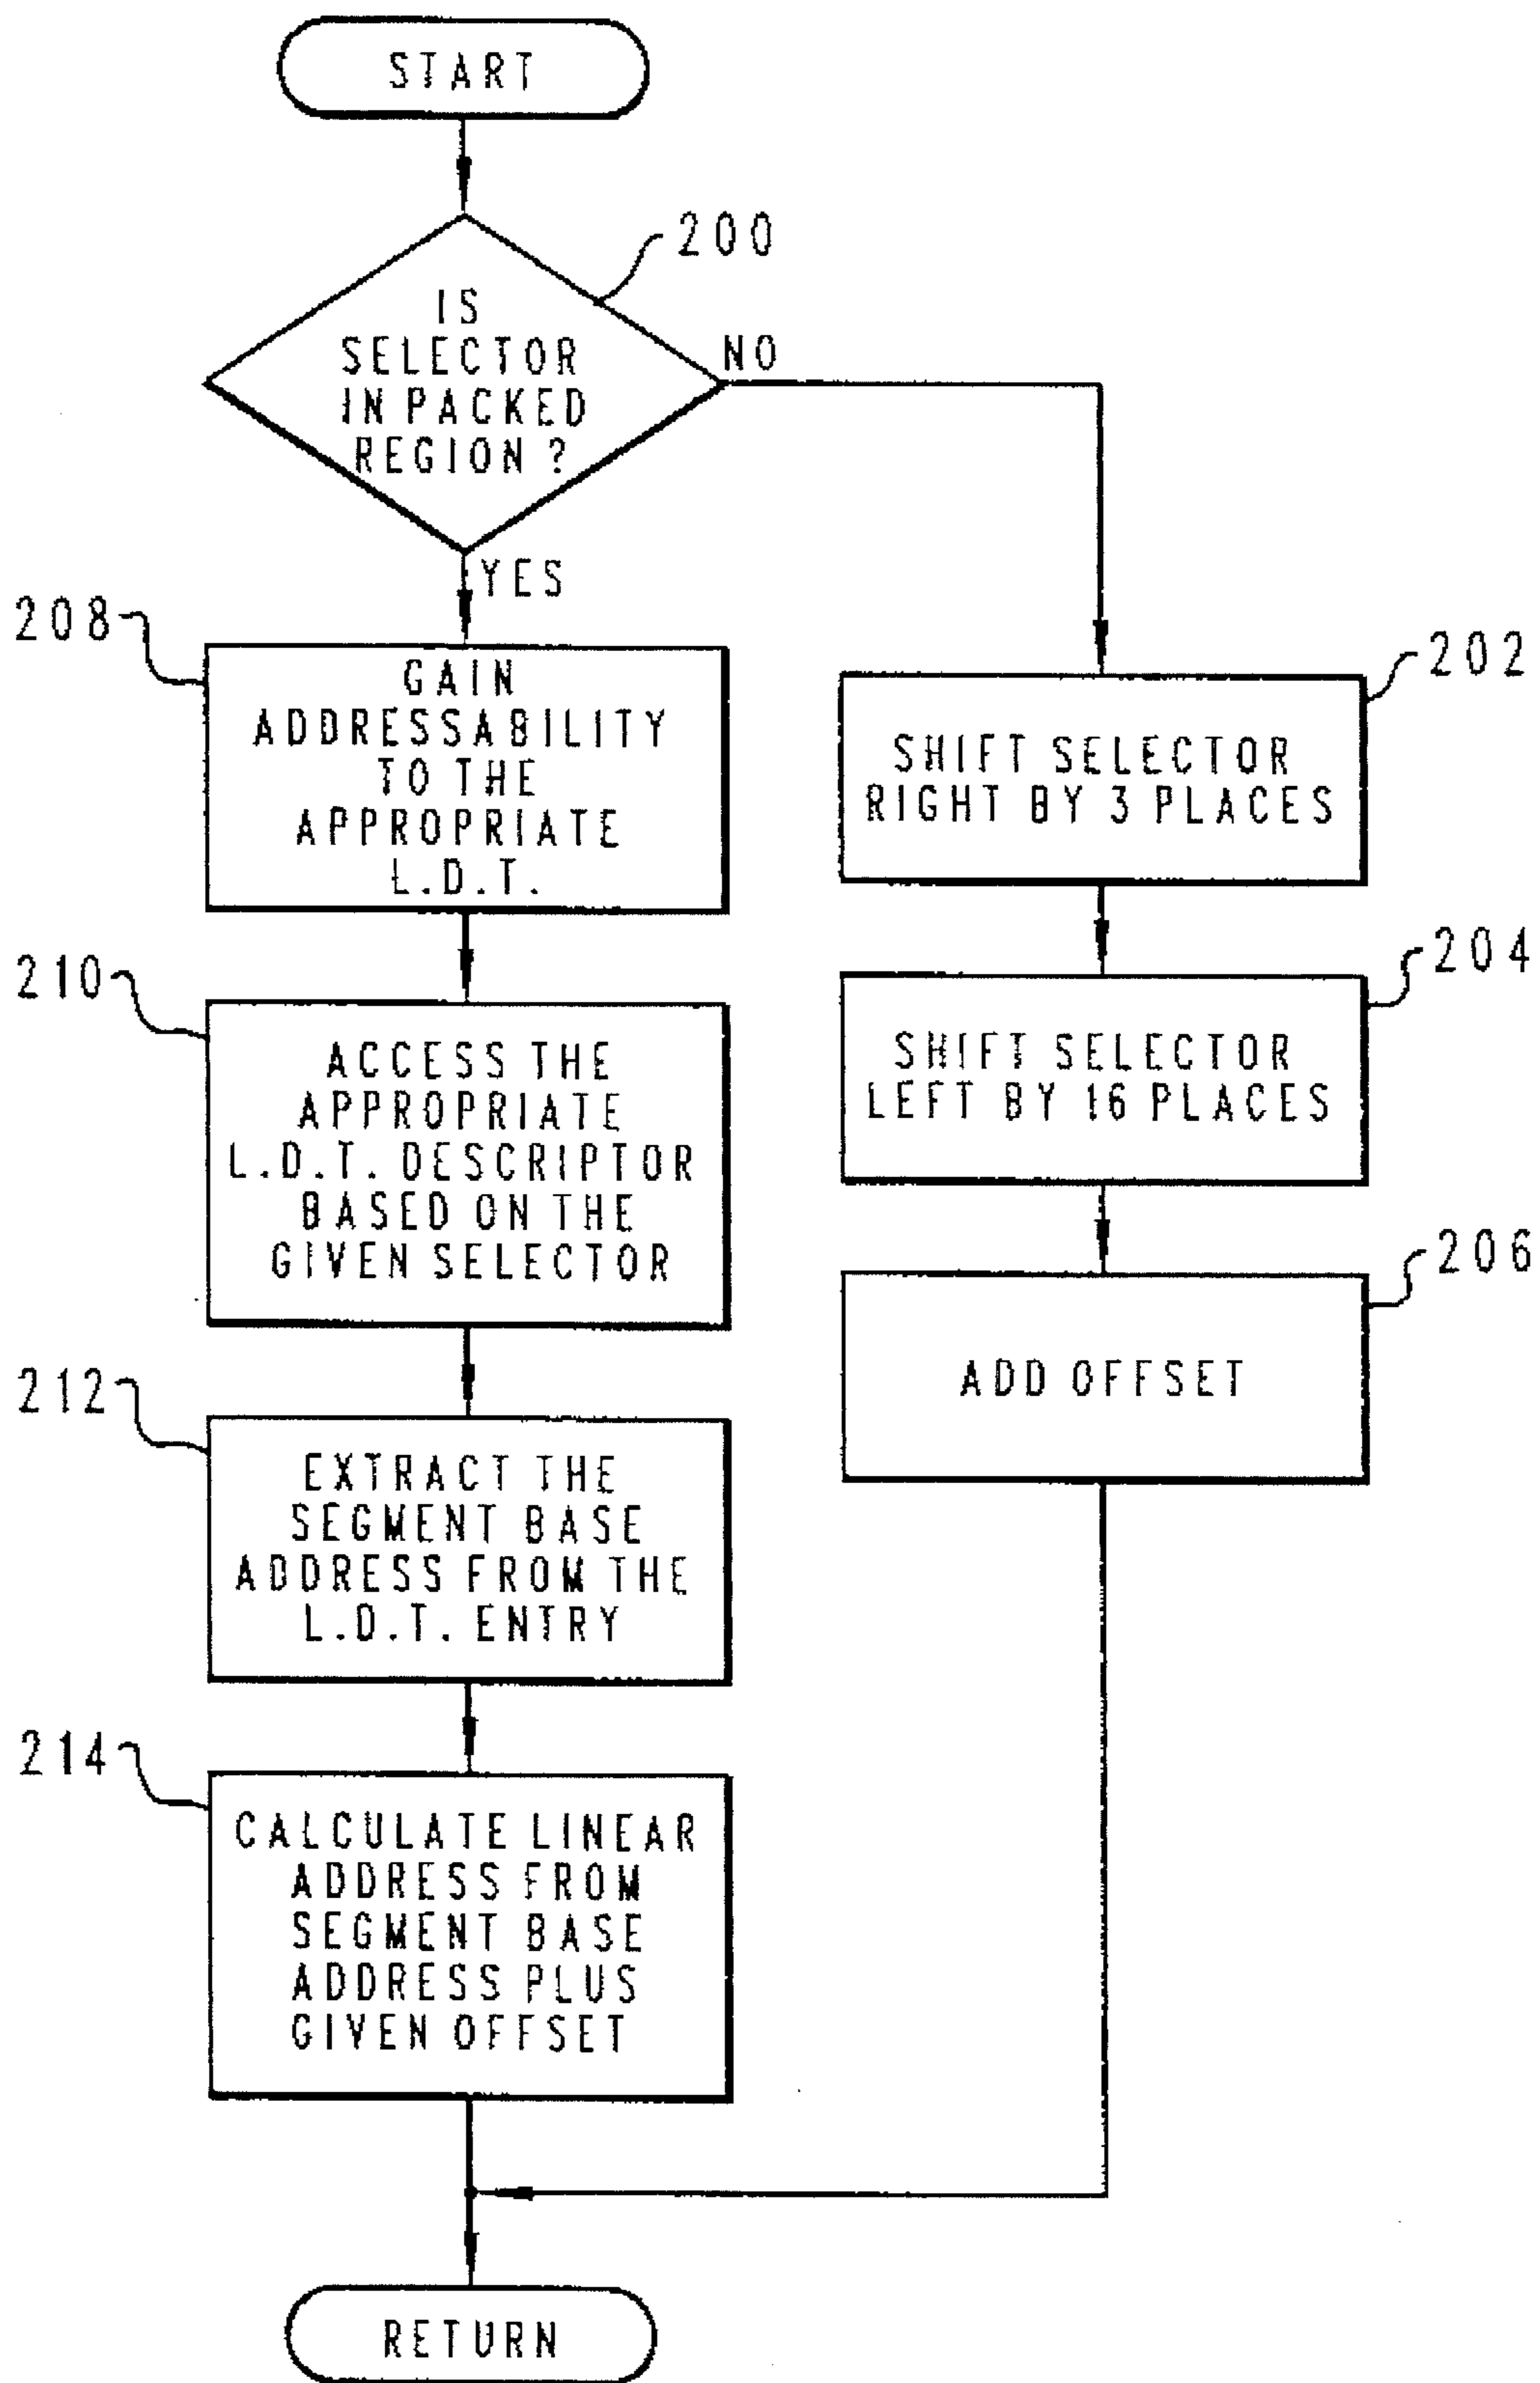 START
200
IS
SELECTOR
IN PACKED
REGION ?
NO
YES
208
GAIN
ADDRESSABILITY
TO THE
APPROPRIATE
L.D.T.
202
SHIFT SELECTOR
RIGHT BY 3 PLACES
210
ACCESS THE
APPROPRIATE
L.D.T. DESCRIPTOR
BASED ON THE
GIVEN SELECTOR
204
SHIFT SELECTOR
LEFT BY 16 PLACES
206
ADD OFFSET
212
EXTRACT THE
SEGMENT BASE
ADDRESS FROM THE
L.D.T. ENTRY
214
CALCULATE LINEAR
ADDRESS FROM
SEGMENT BASE
ADDRESS PLUS
GIVEN OFFSET
RETURN